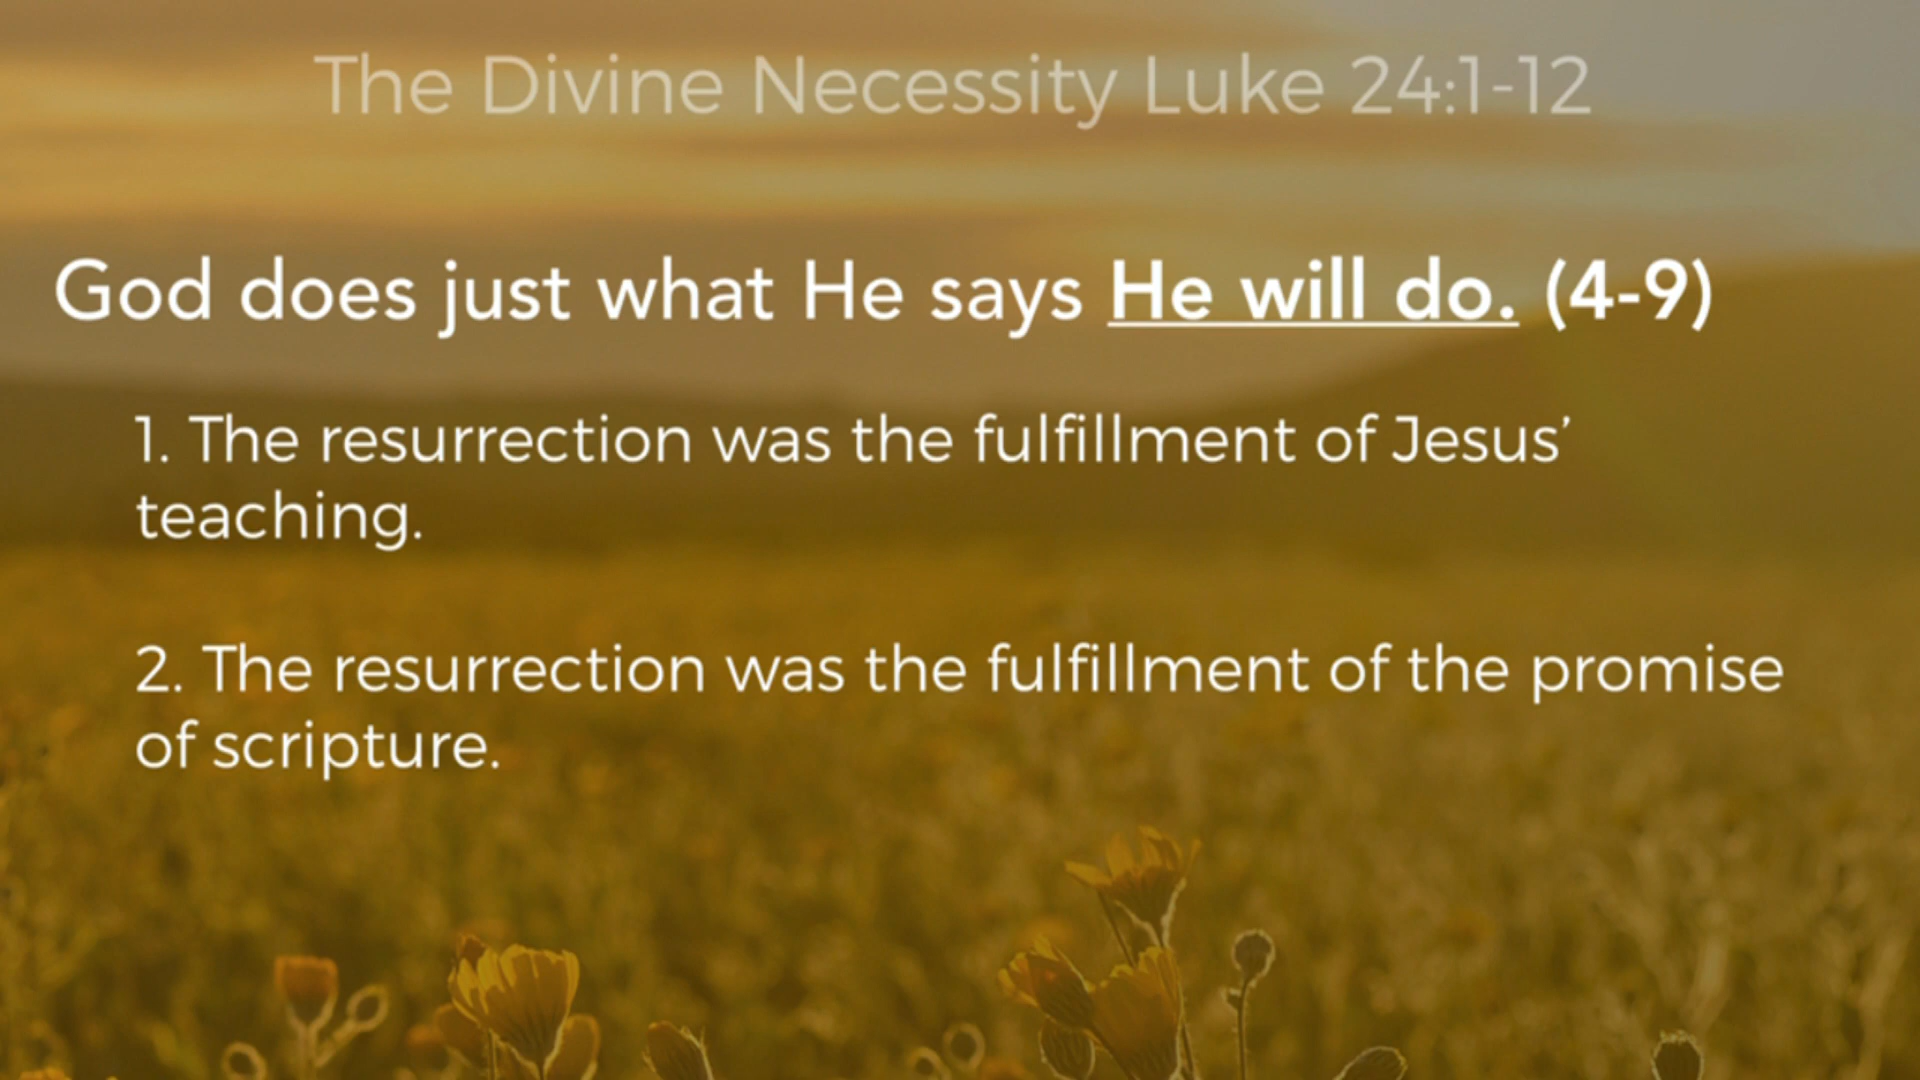 The Divine Necessity Luke 24:1-12
God does just what He says He will do. (4-9)
1. The resurrection was the fulfillment of Jesus’
teaching.
2. The resurrection was the fulfillment of the promise
of scripture.